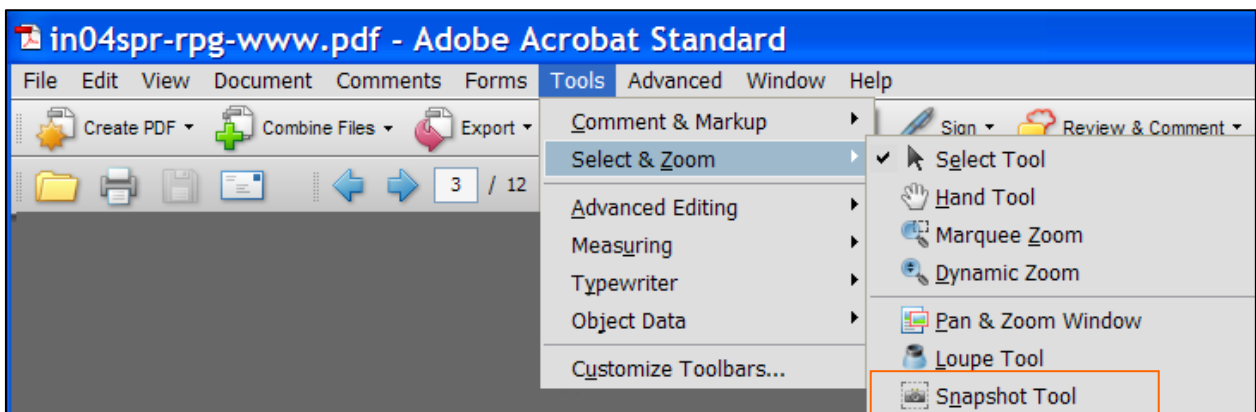 in04spr-rpg-www.pdf - Adobe Acrobat Standard
File Edit View Document Comments Forms Tools Advanced Window Help
Create PDF Combine Files Export Sign Review & Comment
3 / 12
Comment & Markup
Select & Zoom
Advanced Editing
Measuring
Typewriter
Object Data
Customize Toolbars...
Select Tool
Hand Tool
Marquee Zoom
Dynamic Zoom
Pan & Zoom Window
Loupe Tool
Snapshot Tool